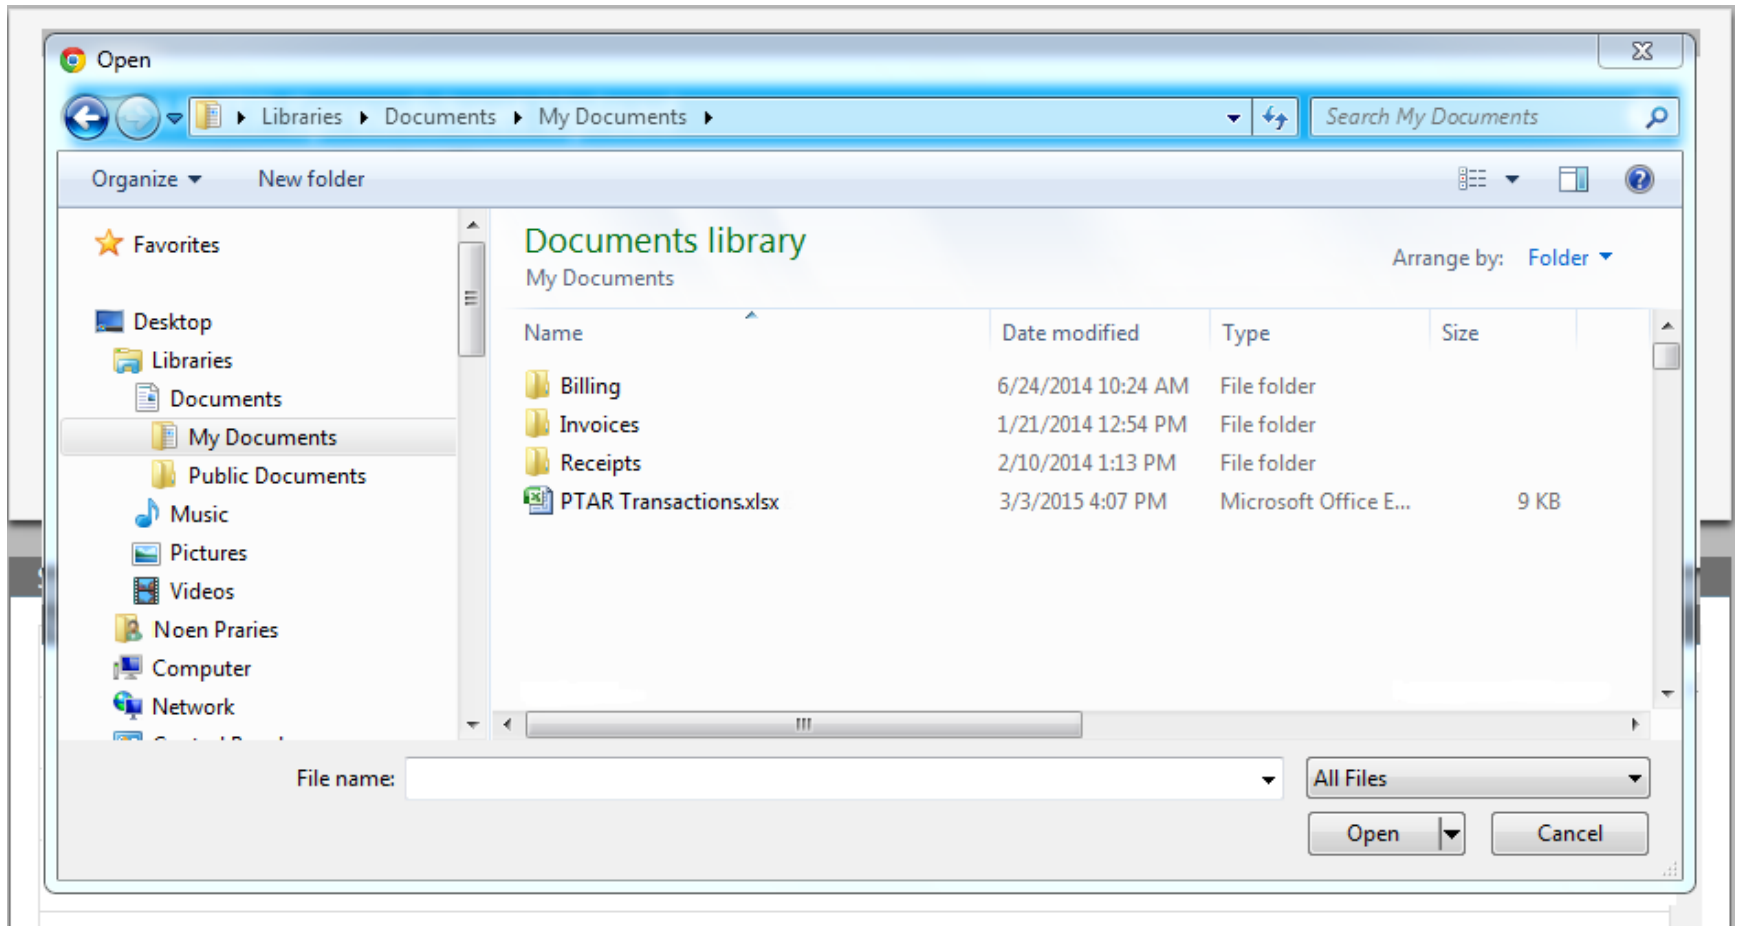 Open
Libraries Documents My Documents
Search My Documents
Organize New folder
Favorites
Desktop
Libraries
Documents
My Documents
Public Documents
Music
Pictures
Videos
Noen Praries
Computer
Network
Documents library
My Documents
Arrange by: Folder
Name Date modified Type Size
Billing 6/24/2014 10:24 AM File folder
Invoices 1/21/2014 12:54 PM File folder
Receipts 2/10/2014 1:13 PM File folder
PTAR Transactions.xlsx 3/3/2015 4:07 PM Microsoft Office E... 9 KB
File name:
All Files
Open Cancel